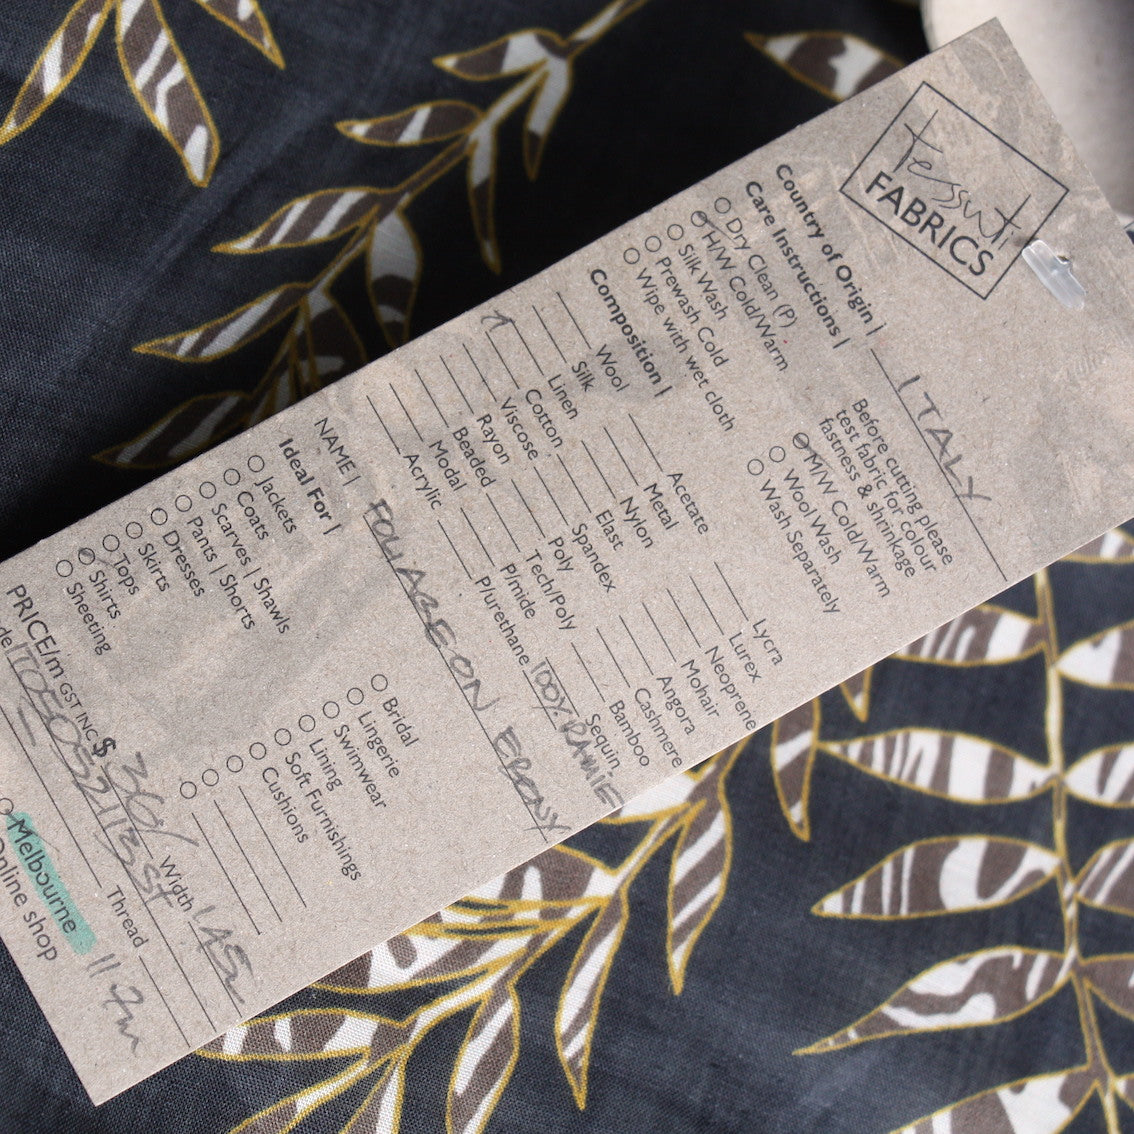 tessuti
FABRICS
Country of Origin | ITALY
Care Instructions |
Dry Clean (P)
H/W Cold/Warm
Silk Wash
Prewash Cold
Wipe with wet cloth
Before cutting please
test fabric for colour
fastness & shrinkage
M/W Cold/Warm
Wool Wash
Wash Separately
Composition |
Wool
Silk
Linen
Cotton
Viscose
Rayon
Beaded
Modal
Acrylic
Acetate
Metal
Nylon
Elast
Spandex
Poly
Tech/Poly
P/mide
P/urethane
Lycra
Lurex
Neoprene
Mohair
Angora
Cashmere
Bamboo
Sequin
100% RAMIE
NAME | FOLIAGE ON EBONY
Ideal For |
Jackets
Coats
Scarves | Shawls
Pants | Shorts
Dresses
Skirts
Tops
Shirts
Sheeting
Bridal
Lingerie
Swimwear
Lining
Soft Furnishings
Cushions
PRICE/m GST INC $ 36/ Width 145
de
Thread
Melbourne
Online shop